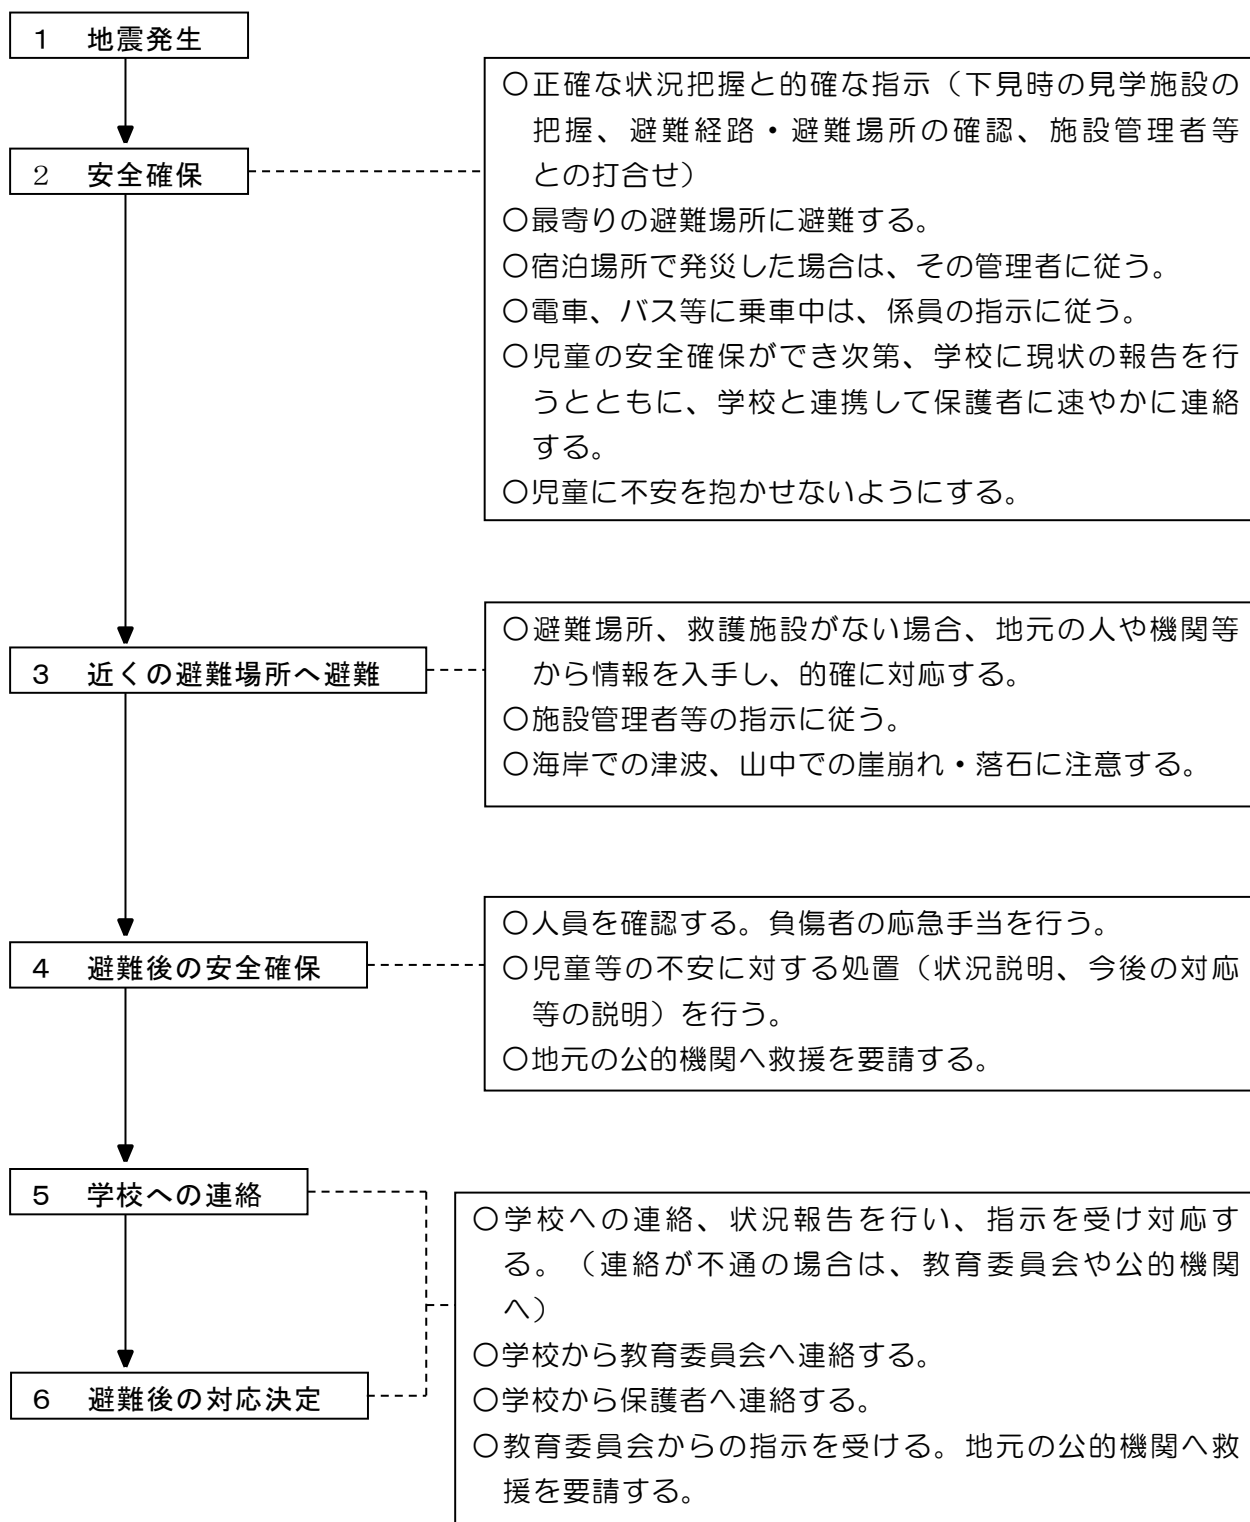 １　地震発生
２　安全確保
〇正確な状況把握と的確な指示（下見時の見学施設の
把握、避難経路・避難場所の確認、施設管理者等
との打合せ）
〇最寄りの避難場所に避難する。
〇宿泊場所で発災した場合は、その管理者に従う。
〇電車、バス等に乗車中は、係員の指示に従う。
〇児童の安全確保ができ次第、学校に現状の報告を行
うとともに、学校と連携して保護者に速やかに連絡
する。
〇児童に不安を抱かせないようにする。
３　近くの避難場所へ避難
〇避難場所、救護施設がない場合、地元の人や機関等
から情報を入手し、的確に対応する。
〇施設管理者等の指示に従う。
〇海岸での津波、山中での崖崩れ・落石に注意する。
４　避難後の安全確保
〇人員を確認する。負傷者の応急手当を行う。
〇児童等の不安に対する処置（状況説明、今後の対応
等の説明）を行う。
〇地元の公的機関へ救援を要請する。
５　学校への連絡
６　避難後の対応決定
〇学校への連絡、状況報告を行い、指示を受け対応す
る。（連絡が不通の場合は、教育委員会や公的機関
へ）
〇学校から教育委員会へ連絡する。
〇学校から保護者へ連絡する。
〇教育委員会からの指示を受ける。地元の公的機関へ救
援を要請する。